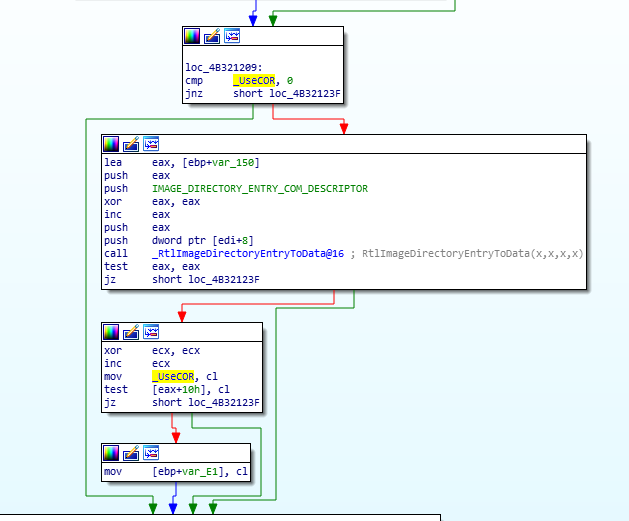 loc_4B321209:
cmp _UseCOR, 0
jnz short loc_4B32123F
lea eax, [ebp+var_150]
push eax
push IMAGE_DIRECTORY_ENTRY_COM_DESCRIPTOR
xor eax, eax
inc eax
push eax
push dword ptr [edi+8]
call _RtlImageDirectoryEntryToData@16 ; RtlImageDirectoryEntryToData(x,x,x,x)
test eax, eax
jz short loc_4B32123F
xor ecx, ecx
inc ecx
mov _UseCOR, cl
test [eax+10h], cl
jz short loc_4B32123F
mov [ebp+var_E1], cl